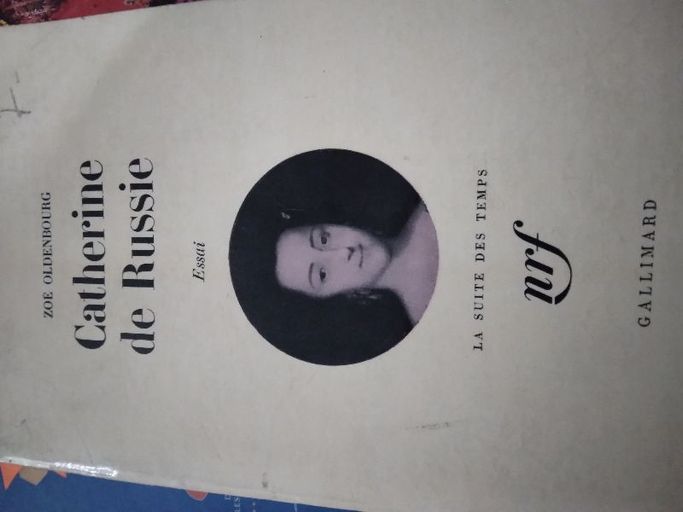 ZOE OLDENBOURG
Catherine
de Russie
Essai
LA SUITE DES TEMPS
nrf
GALLIMARD